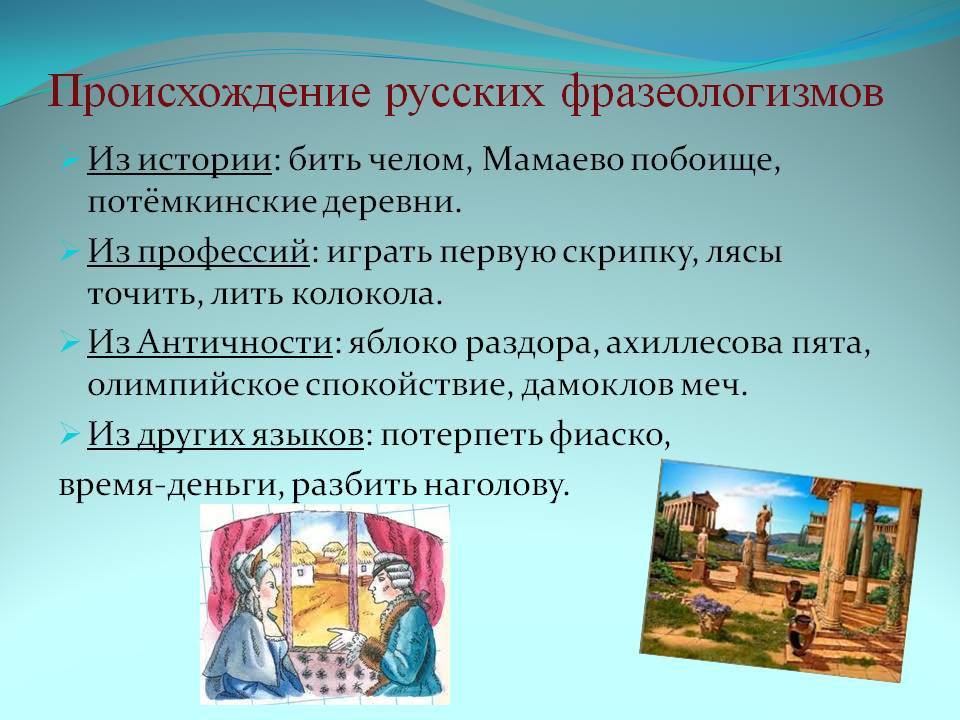 Происхождение русских фразеологизмов
Из истории: бить челом, Мамаево побоище,
потёмкинские деревни.
Из профессий: играть первую скрипку, лясы
точить, лить колокола.
Из Античности: яблоко раздора, ахиллесова пята,
олимпийское спокойствие, дамоклов меч.
Из других языков: потерпеть фиаско,
время-деньги, разбить наголову.